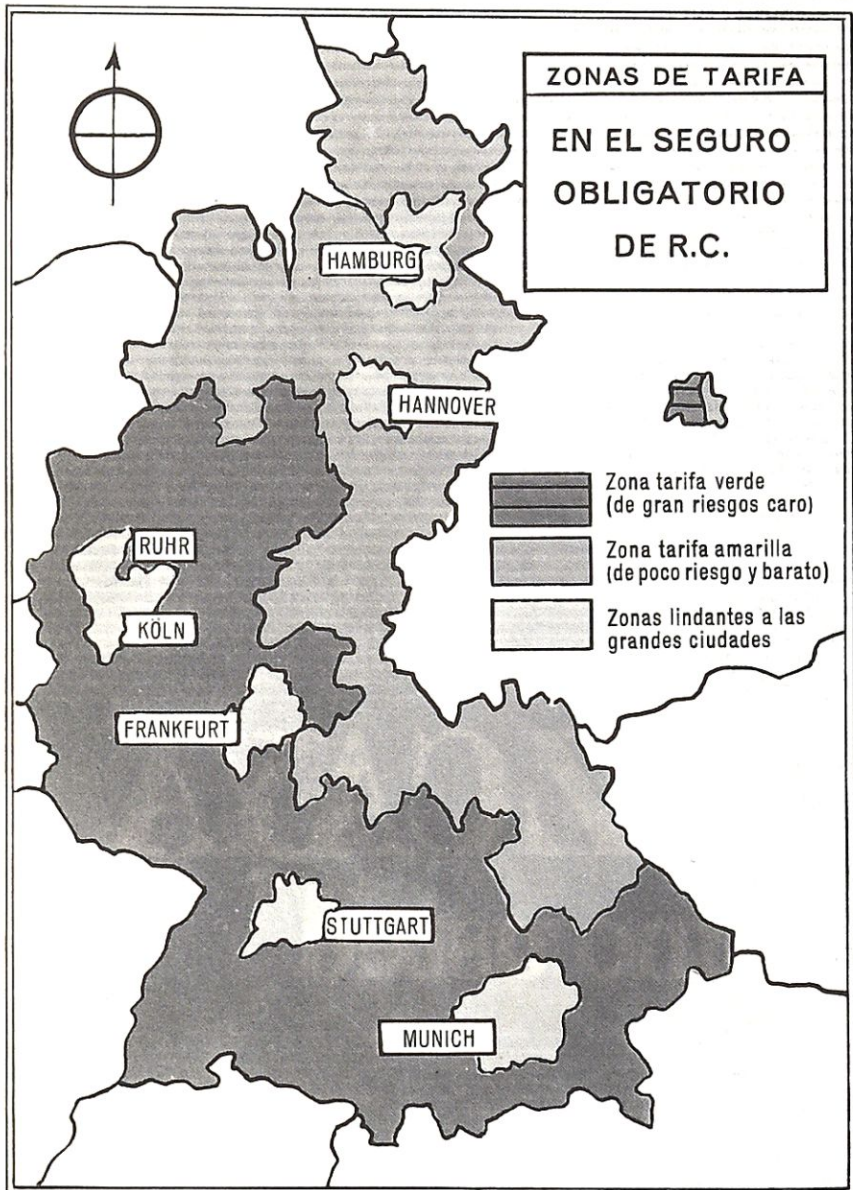 ZONAS DE TARIFA
EN EL SEGURO
OBLIGATORIO
DE R.C.
HAMBURG
HANNOVER
Zona tarifa verde
(de gran riesgos caro)
Zona tarifa amarilla
(de poco riesgo y barato)
Zonas lindantes a las
grandes ciudades
RUHR
KÖLN
FRANKFURT
STUTTGART
MUNICH